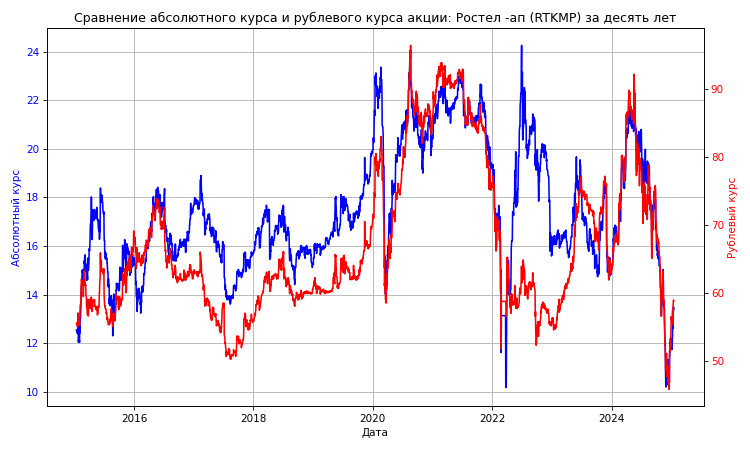 Сравнение абсолютного курса и рублевого курса акции: Ростел -ап (RTKMP) за десять лет
24
22
20
18
16
14
12
10
Абсолютный курс
90
80
70
60
50
Рублевый курс
2016 2018 2020 2022 2024
Дата